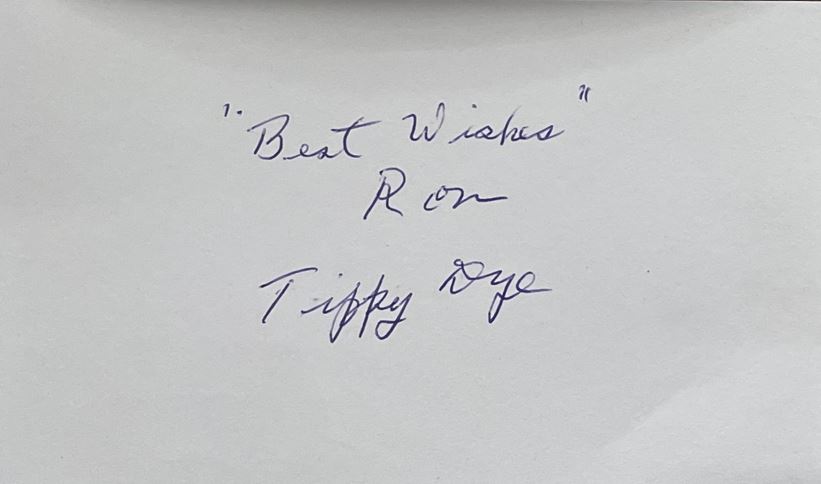 "Best Wishes"
Ron
Tippy Dye